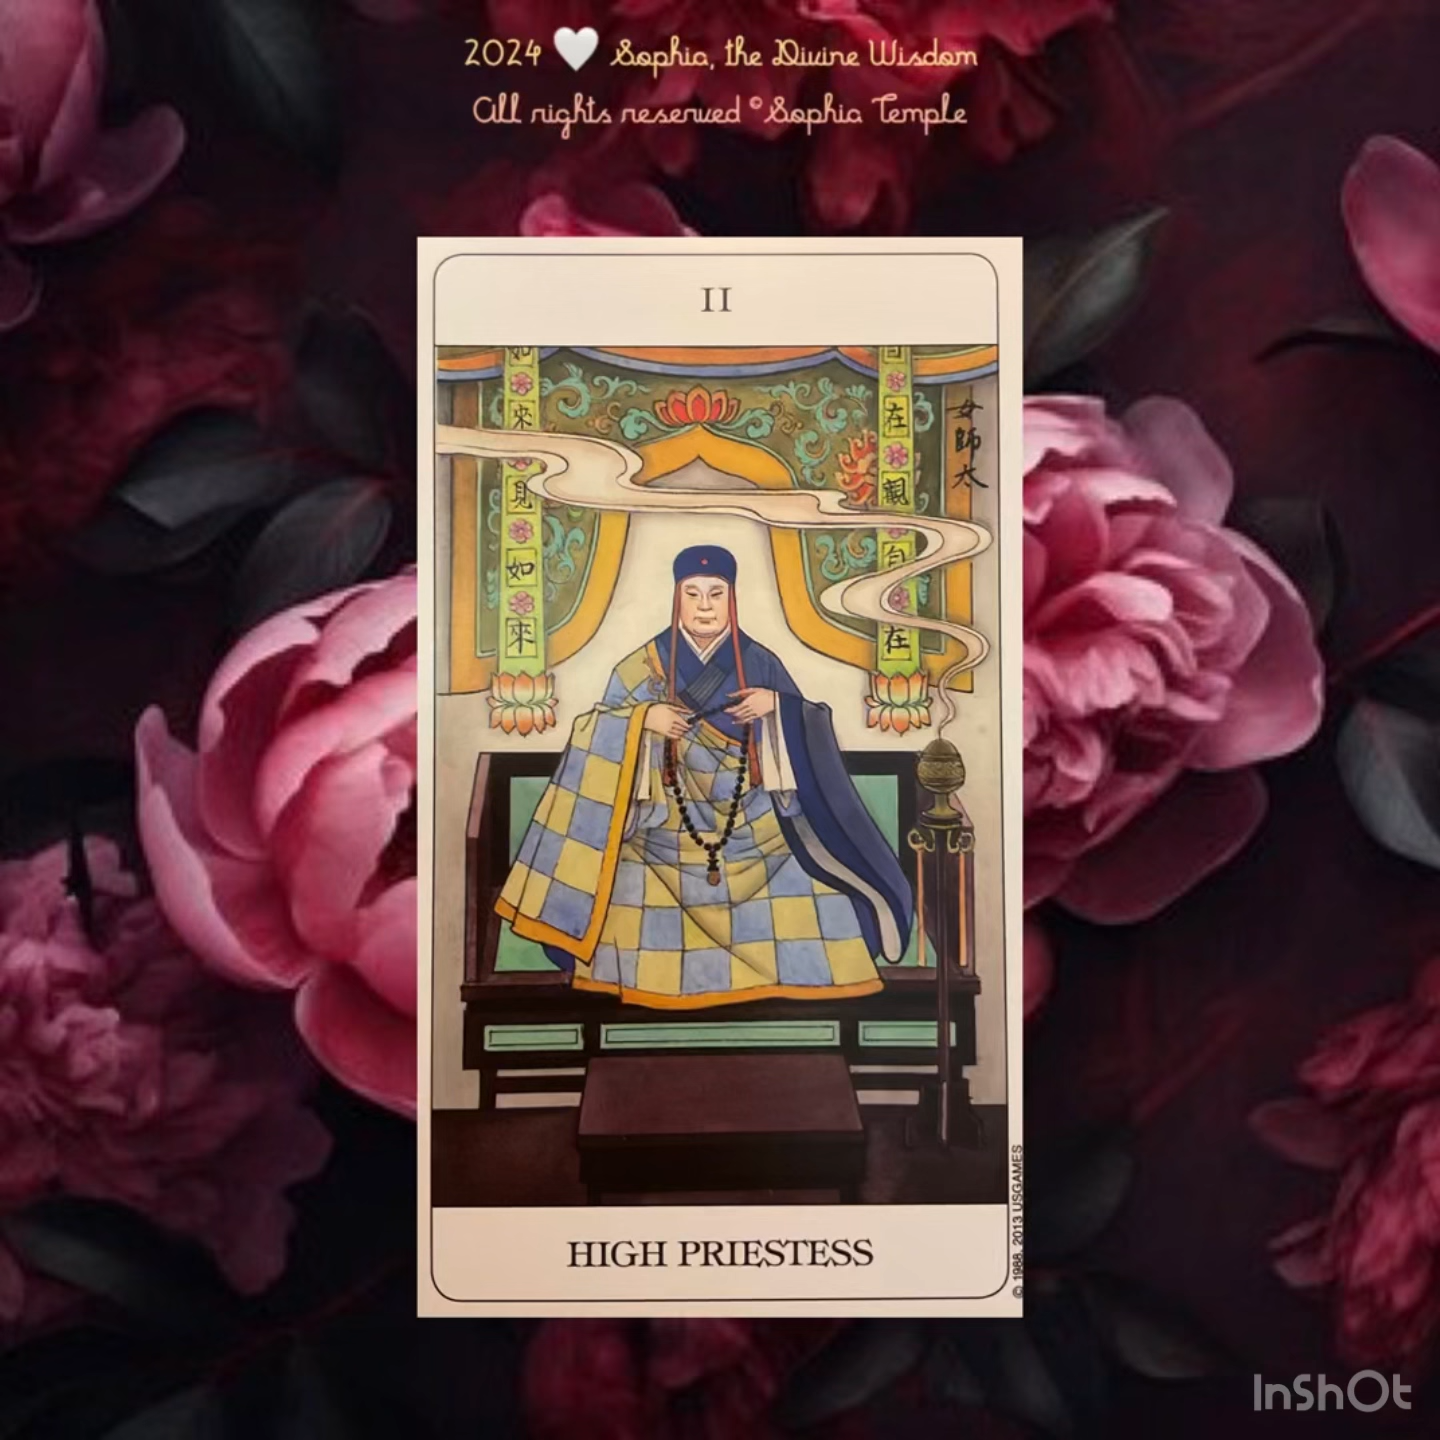 2024 🤍 Sophia, the Divine Wisdom
All rights reserved © Sophia Temple
II
如來見如來
自在觀自在
女師太
© 1988, 2013 USGAMES
HIGH PRIESTESS
InShOt